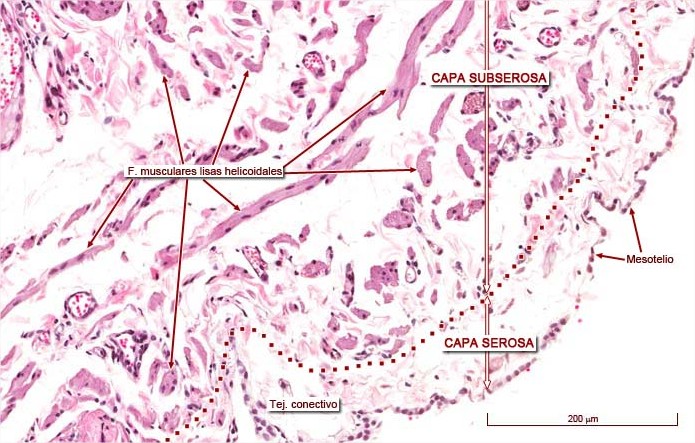 CAPA SUBSEROSA
F. musculares lisas helicoidales
Mesotelio
CAPA SEROSA
Tej. conectivo
200 µm